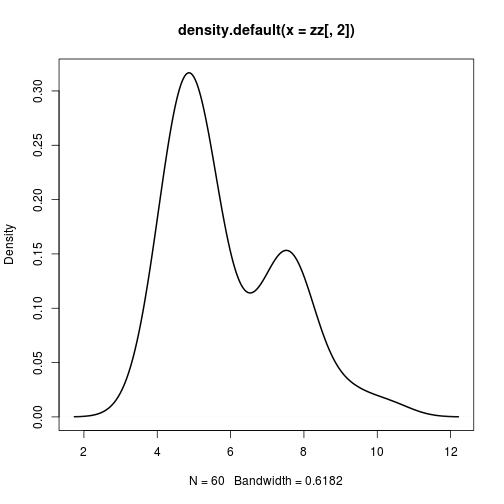 density.default(x = zz[, 2])
Density
0.30
0.25
0.20
0.15
0.10
0.05
0.00
2 4 6 8 10 12
N = 60 Bandwidth = 0.6182